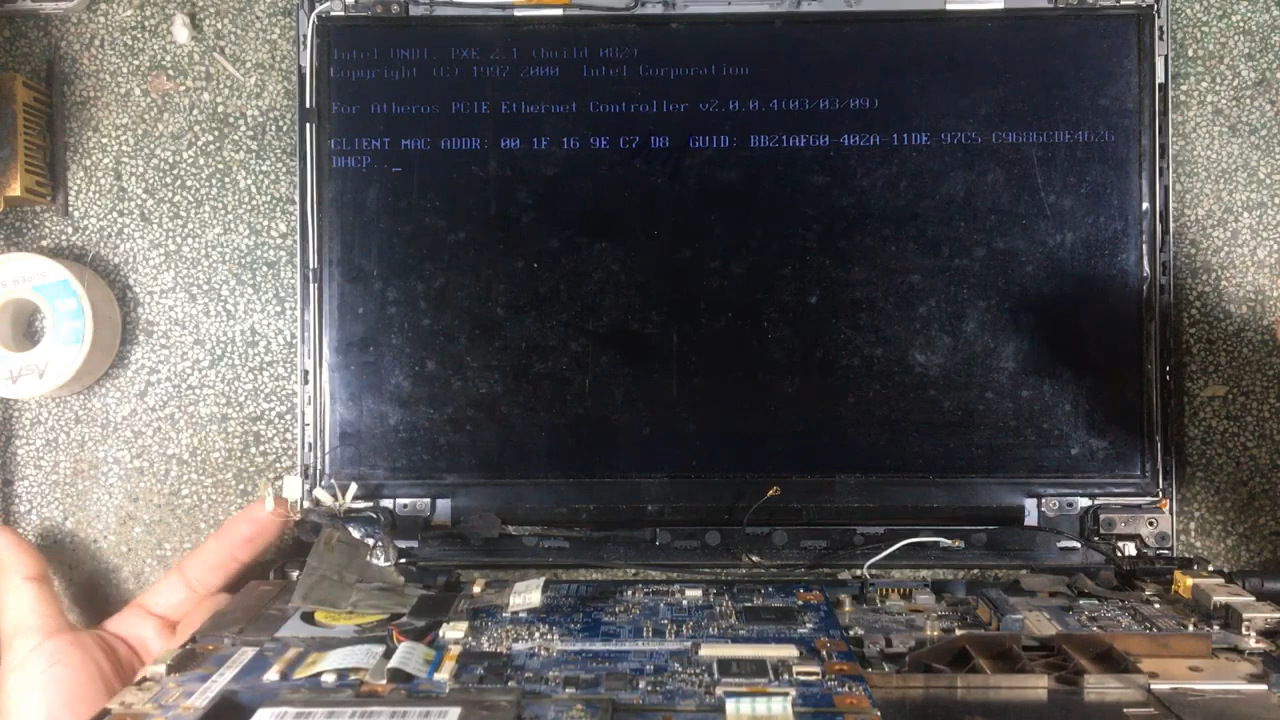 Intel UNDI, PXE-2.1 (build 082)
Copyright (C) 1997-2000 Intel Corporation
For Atheros PCIE Ethernet Controller v2.0.0.4(03/03/09)
CLIENT MAC ADDR: 00 1F 16 9E C7 D8 GUID: BB21AF60-402A-11DE-97C5-C9686CDE4626
DHCP.._
AsA